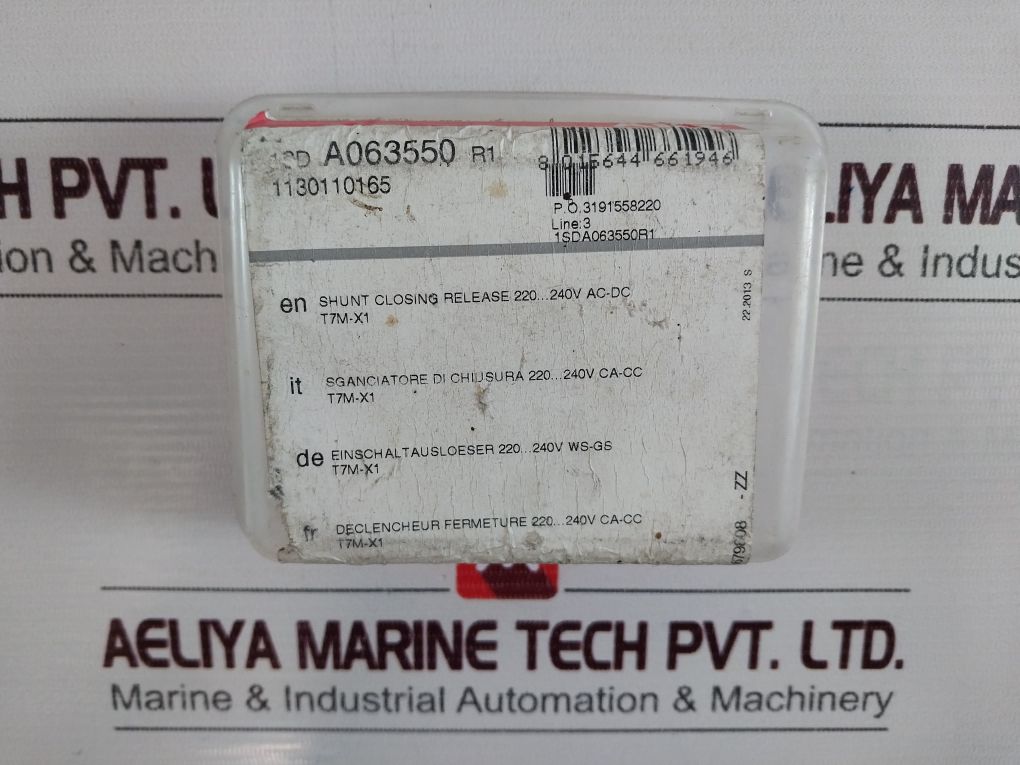 1SD A063550 R1
1130110165
8 015644 661946
P.O.3191558220
Line:3
1SDA063550R1
22.2013 S
en SHUNT CLOSING RELEASE 220...240V AC-DC
T7M-X1
it SGANCIATORE DI CHIUSURA 220...240V CA-CC
T7M-X1
de EINSCHALTAUSLOESER 220...240V WS-GS
T7M-X1
fr DECLENCHEUR FERMETURE 220...240V CA-CC
T7M-X1
- ZZ
H PVT.
ion & Mach
LIYA MA
ne & Indus
AELIYA MARINE TECH PVT. LTD.
Marine & Industrial Automation & Machinery